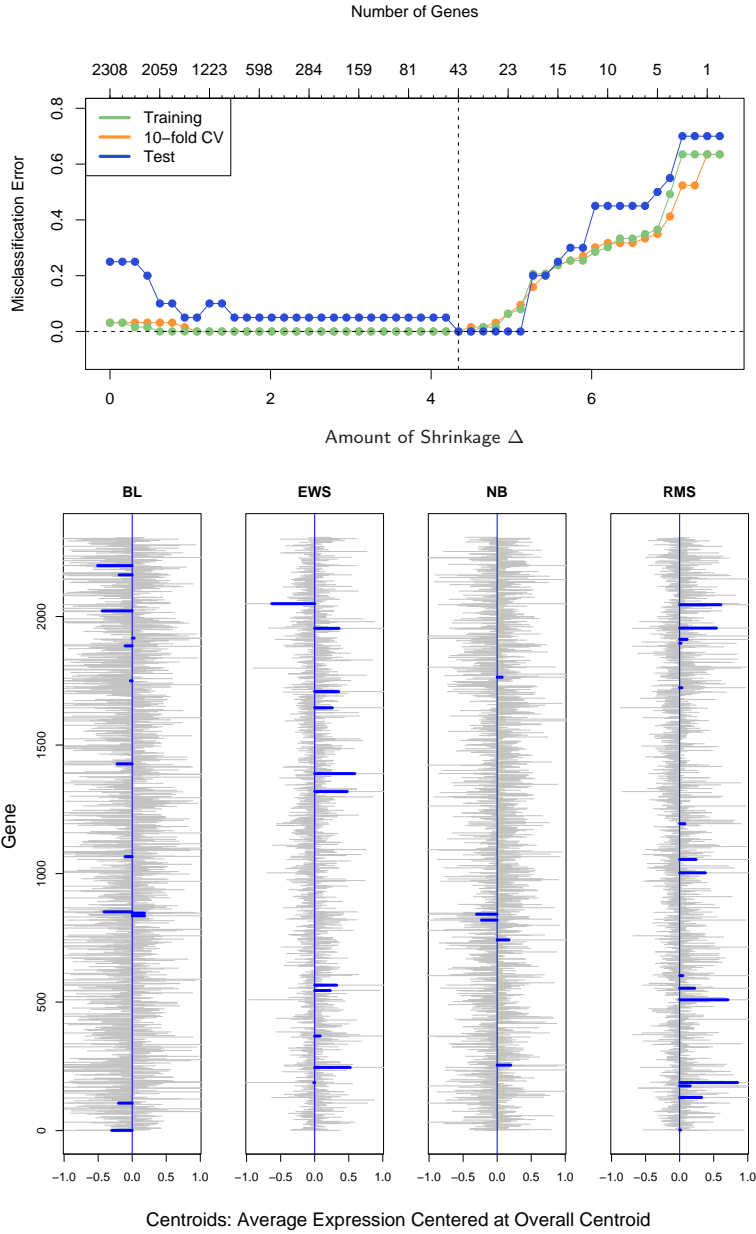 Number of Genes
2308 2059 1223 598 284 159 81 43 23 15 10 5 1
Misclassification Error
0.8
0.6
0.4
0.2
0.0
Training
10−fold CV
Test
0 2 4 6
Amount of Shrinkage Δ
BL EWS NB RMS
Gene
2000
1500
1000
500
0
−1.0 −0.5 0.0 0.5 1.0 −1.0 −0.5 0.0 0.5 1.0 −1.0 −0.5 0.0 0.5 1.0 −1.0 −0.5 0.0 0.5 1.0
Centroids: Average Expression Centered at Overall Centroid